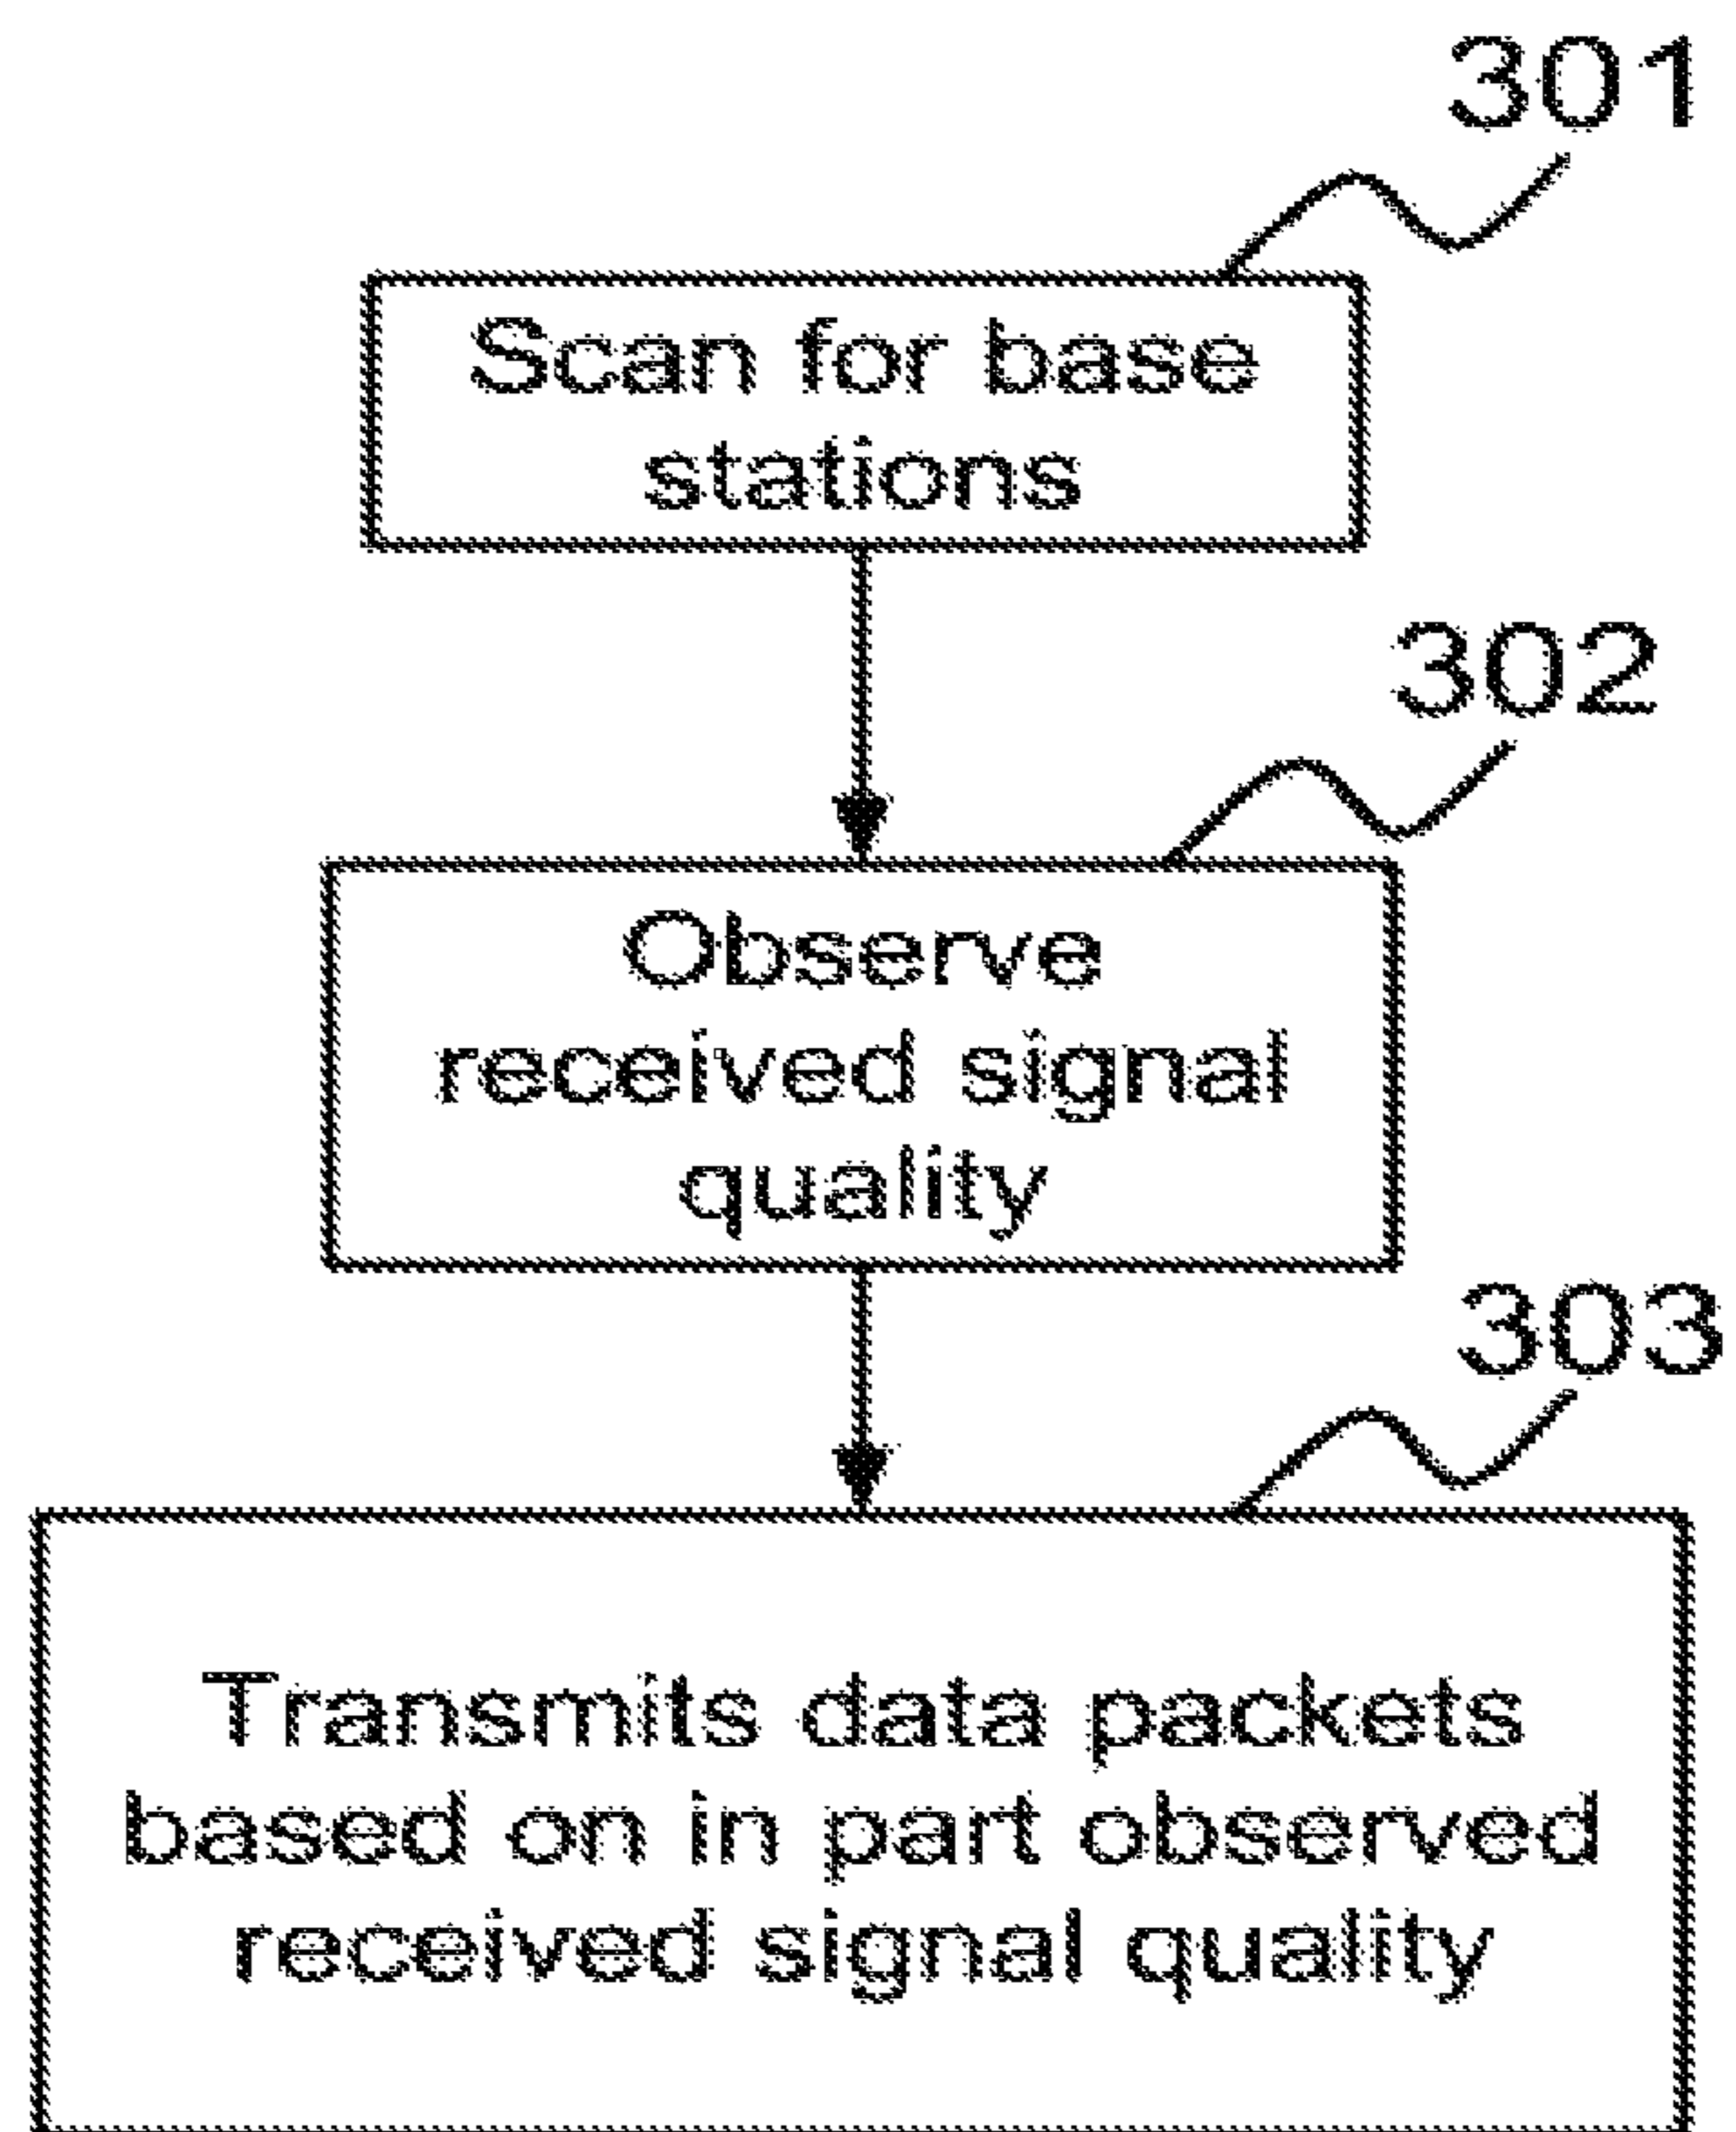 301
Scan for base
stations
302
Observe
received signal
quality
303
Transmits data packets
based on in part observed
received signal quality